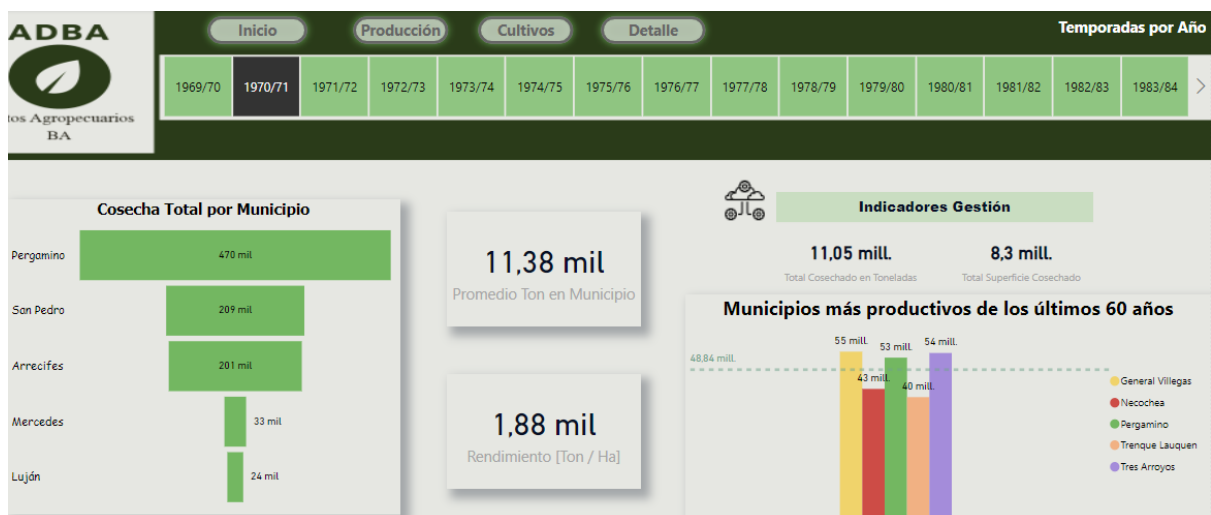 ADBA
tos Agropecuarios
BA
Inicio
Producción
Cultivos
Detalle
Temporadas por Año
1969/70
1970/71
1971/72
1972/73
1973/74
1974/75
1975/76
1976/77
1977/78
1978/79
1979/80
1980/81
1981/82
1982/83
1983/84
Cosecha Total por Municipio
Pergamino
470 mil
San Pedro
209 mil
Arrecifes
201 mil
Mercedes
33 mil
Luján
24 mil
11,38 mil
Promedio Ton en Municipio
1,88 mil
Rendimiento [Ton / Ha]
Indicadores Gestión
11,05 mill.
Total Cosechado en Toneladas
8,3 mill.
Total Superficie Cosechado
Municipios más productivos de los últimos 60 años
48,84 mill.
55 mill.
43 mill.
53 mill.
40 mill.
54 mill.
General Villegas
Necochea
Pergamino
Trenque Lauquen
Tres Arroyos